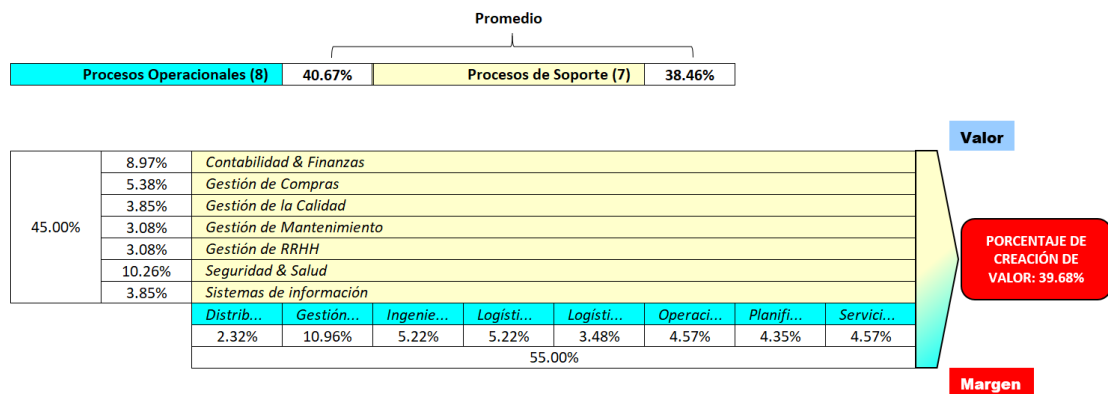 Promedio
Procesos Operacionales (8) 40.67% Procesos de Soporte (7) 38.46%
Valor
8.97% Contabilidad & Finanzas
5.38% Gestión de Compras
3.85% Gestión de la Calidad
45.00% 3.08% Gestión de Mantenimiento
3.08% Gestión de RRHH
10.26% Seguridad & Salud
3.85% Sistemas de información
PORCENTAJE DE
CREACIÓN DE
VALOR: 39.68%
Distrib... Gestión... Ingenie... Logísti... Logísti... Operaci... Planifi... Servici...
2.32% 10.96% 5.22% 5.22% 3.48% 4.57% 4.35% 4.57%
55.00%
Margen